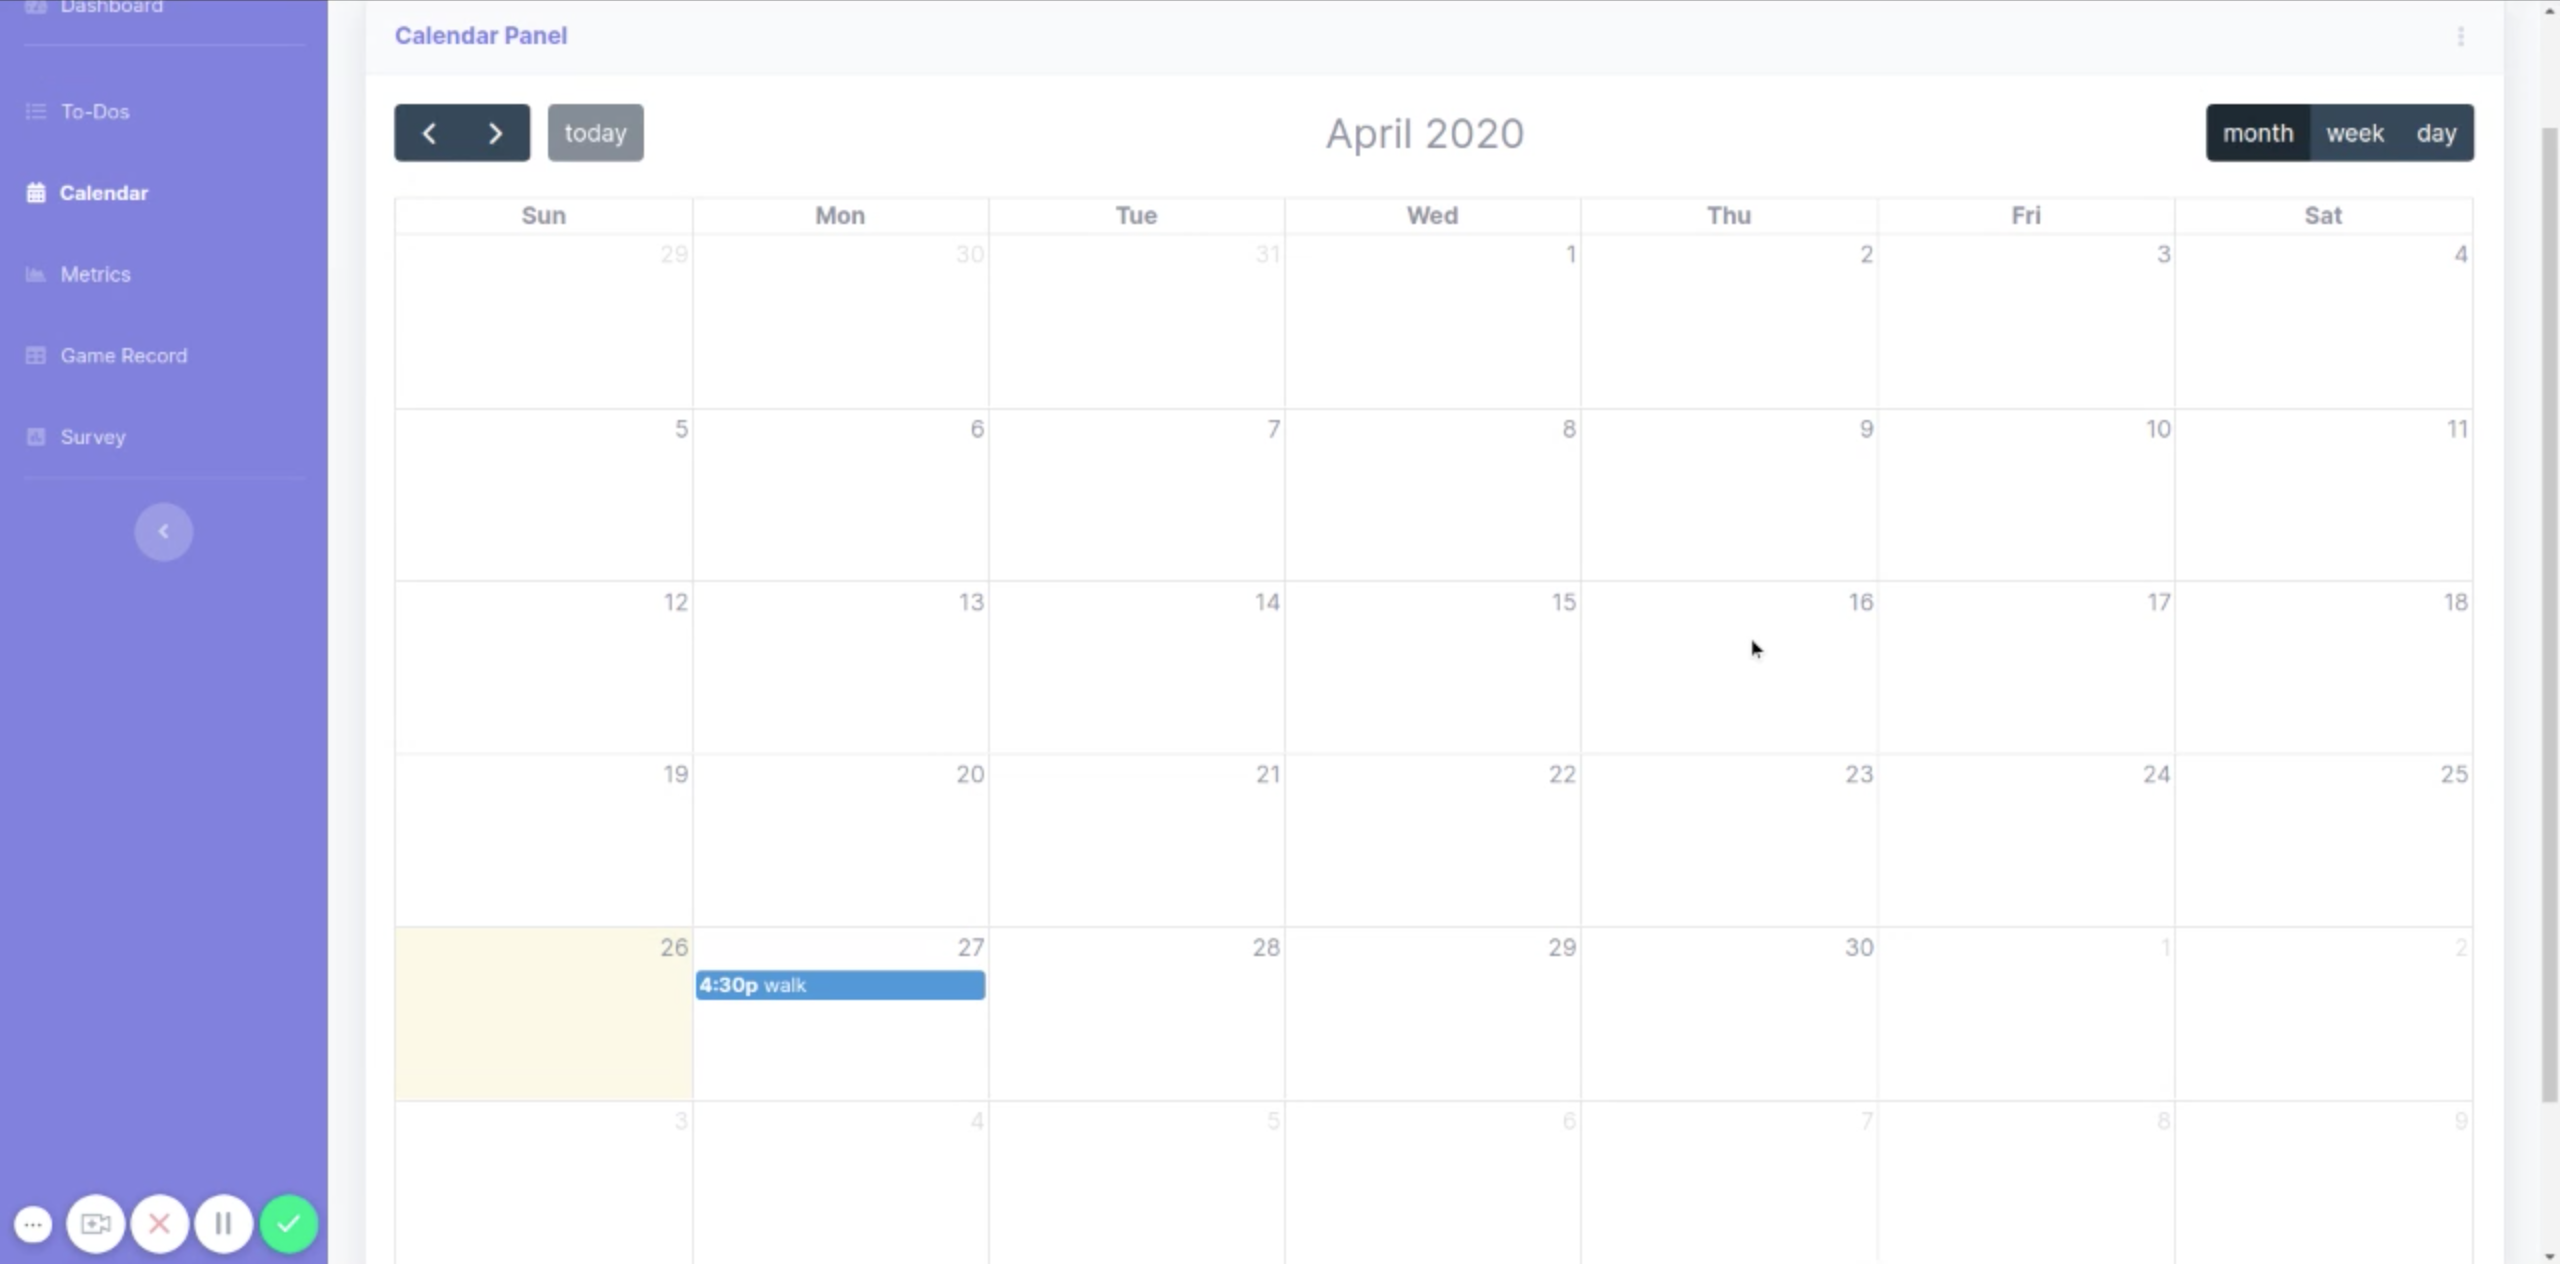 Dashboard
To-Dos
Calendar
Metrics
Game Record
Survey
Calendar Panel
today
April 2020
month week day
Sun Mon Tue Wed Thu Fri Sat
29 30 31 1 2 3 4
5 6 7 8 9 10 11
12 13 14 15 16 17 18
19 20 21 22 23 24 25
26 27 28 29 30 1 2
4:30p walk
3 4 5 6 7 8 9